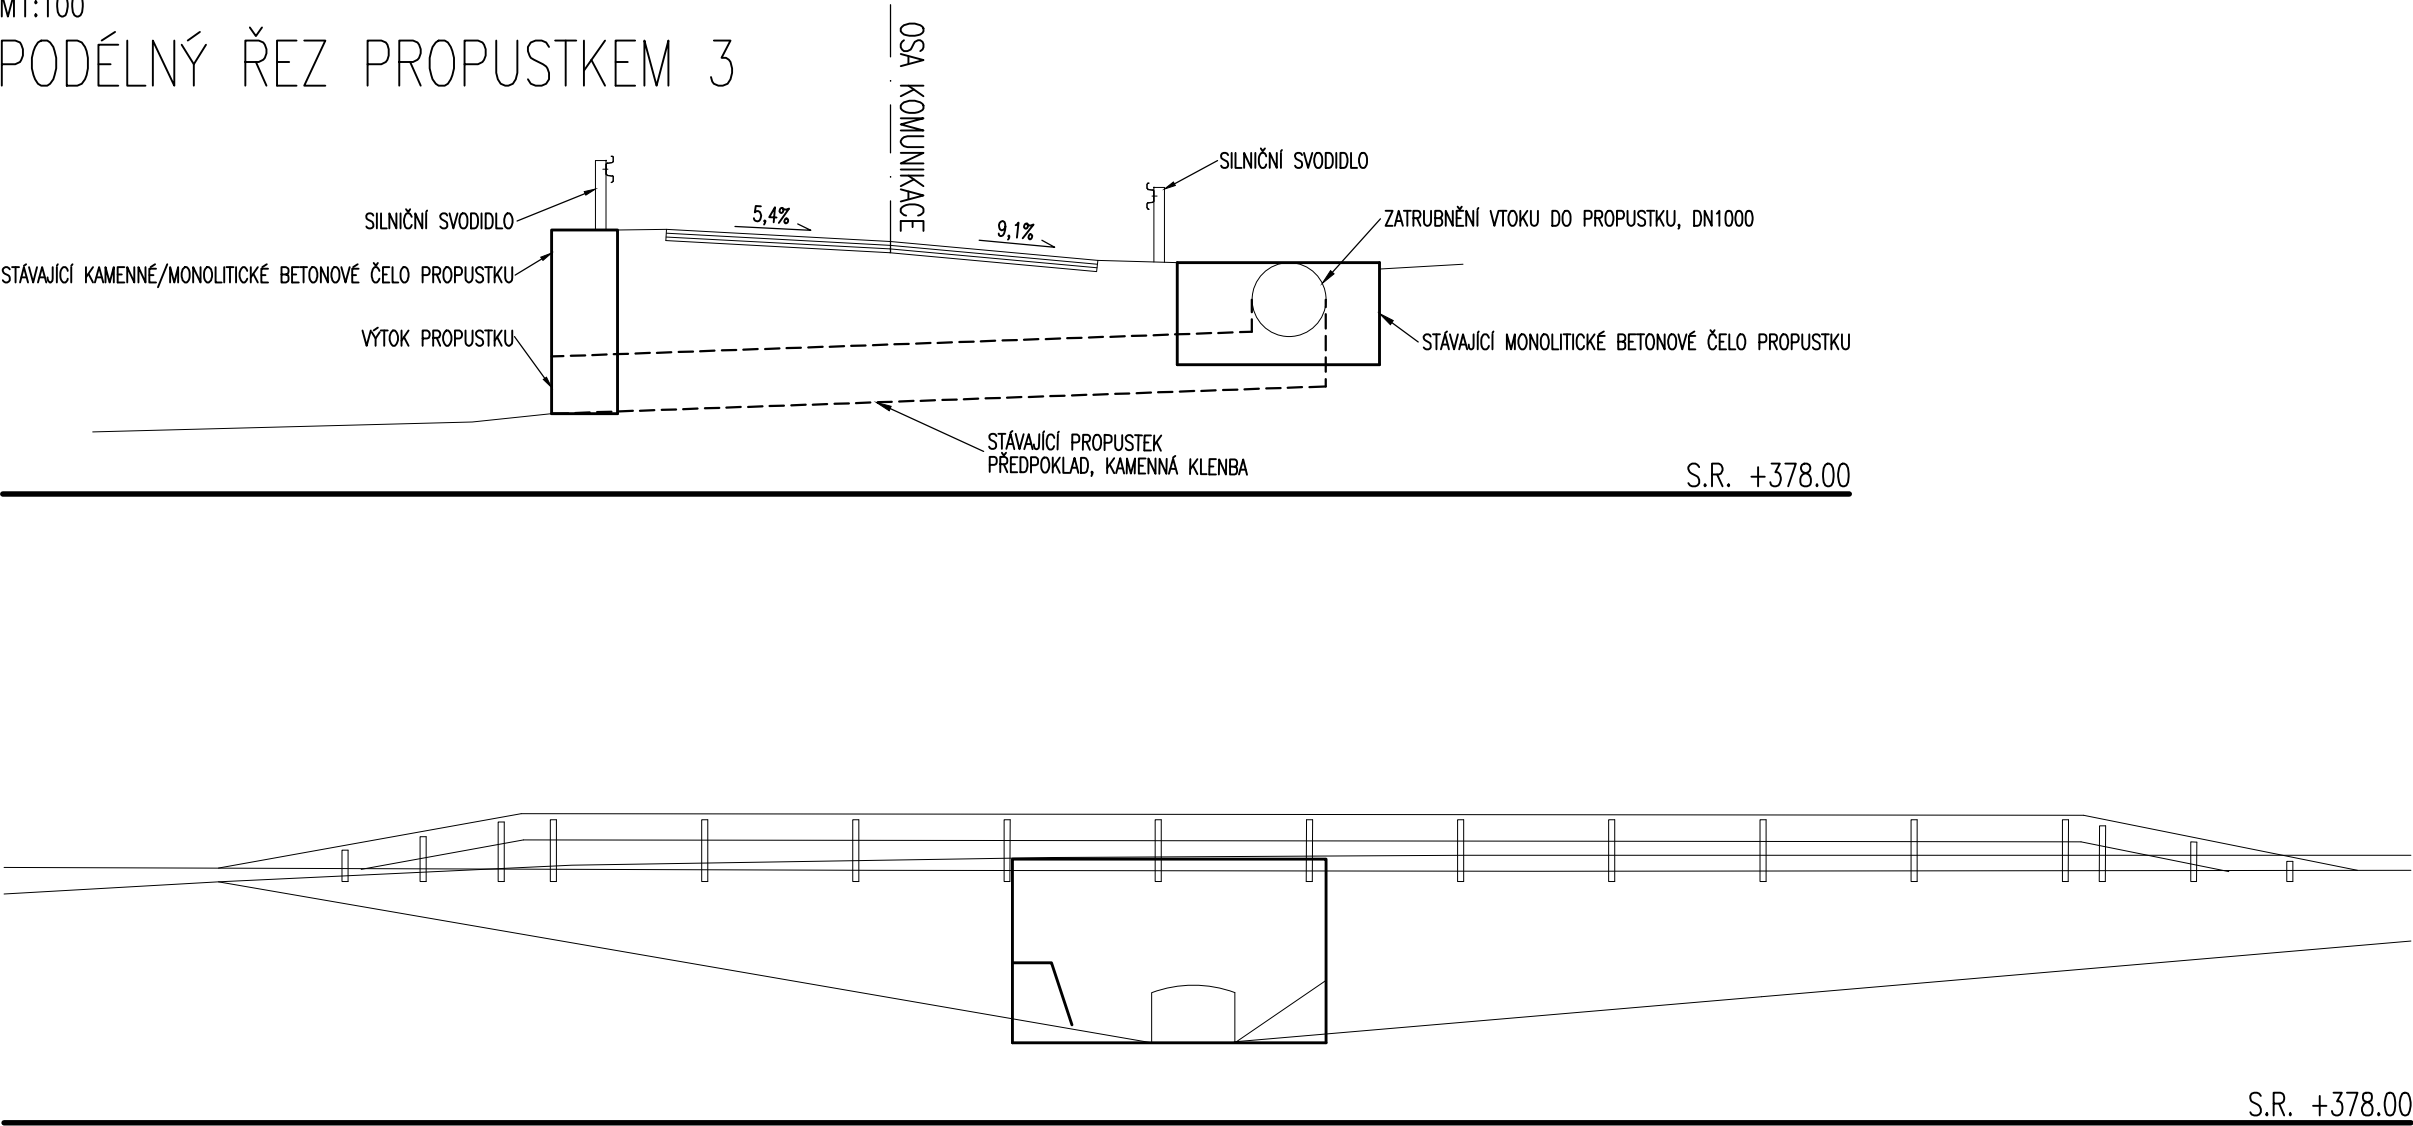 M1:100
PODÉLNÝ ŘEZ PROPUSTKEM 3
OSA KOMUNIKACE
SILNIČNÍ SVODIDLO
SILNIČNÍ SVODIDLO
5,4%
9,1%
ZATRUBNĚNÍ VTOKU DO PROPUSTKU, DN1000
STÁVAJÍCÍ KAMENNÉ/MONOLITICKÉ BETONOVÉ ČELO PROPUSTKU
VÝTOK PROPUSTKU
STÁVAJÍCÍ MONOLITICKÉ BETONOVÉ ČELO PROPUSTKU
STÁVAJÍCÍ PROPUSTEK
PŘEDPOKLAD, KAMENNÁ KLENBA
S.R. +378.00
S.R. +378.00